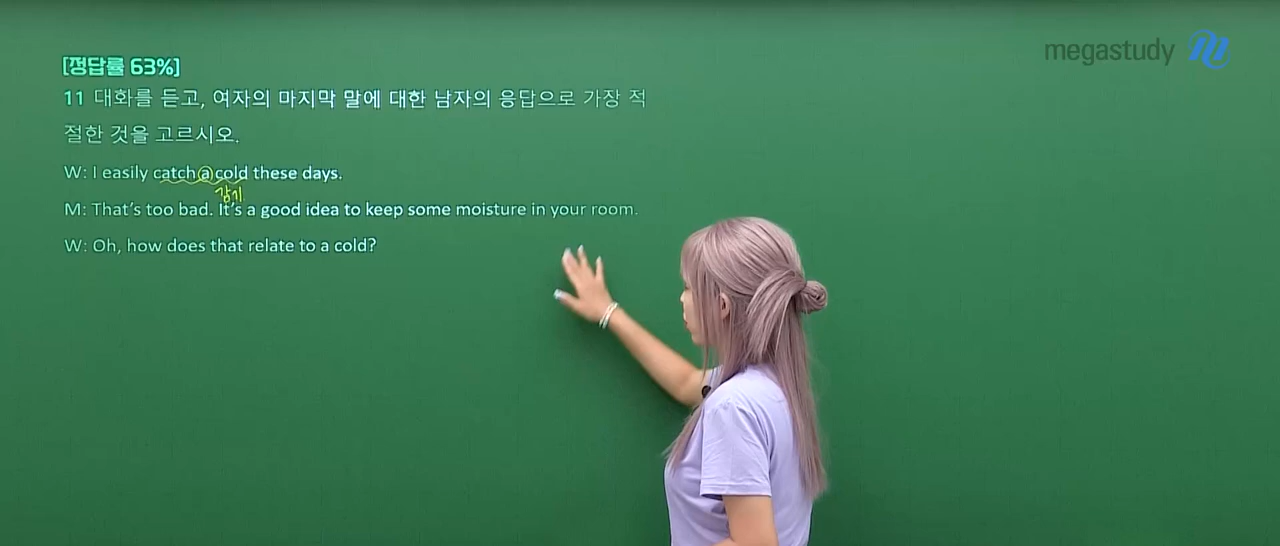 megastudy
[정답률 63%]
11 대화를 듣고, 여자의 마지막 말에 대한 남자의 응답으로 가장 적
절한 것을 고르시오.
W: I easily catch a cold these days.
감기
M: That's too bad. It's a good idea to keep some moisture in your room.
W: Oh, how does that relate to a cold?